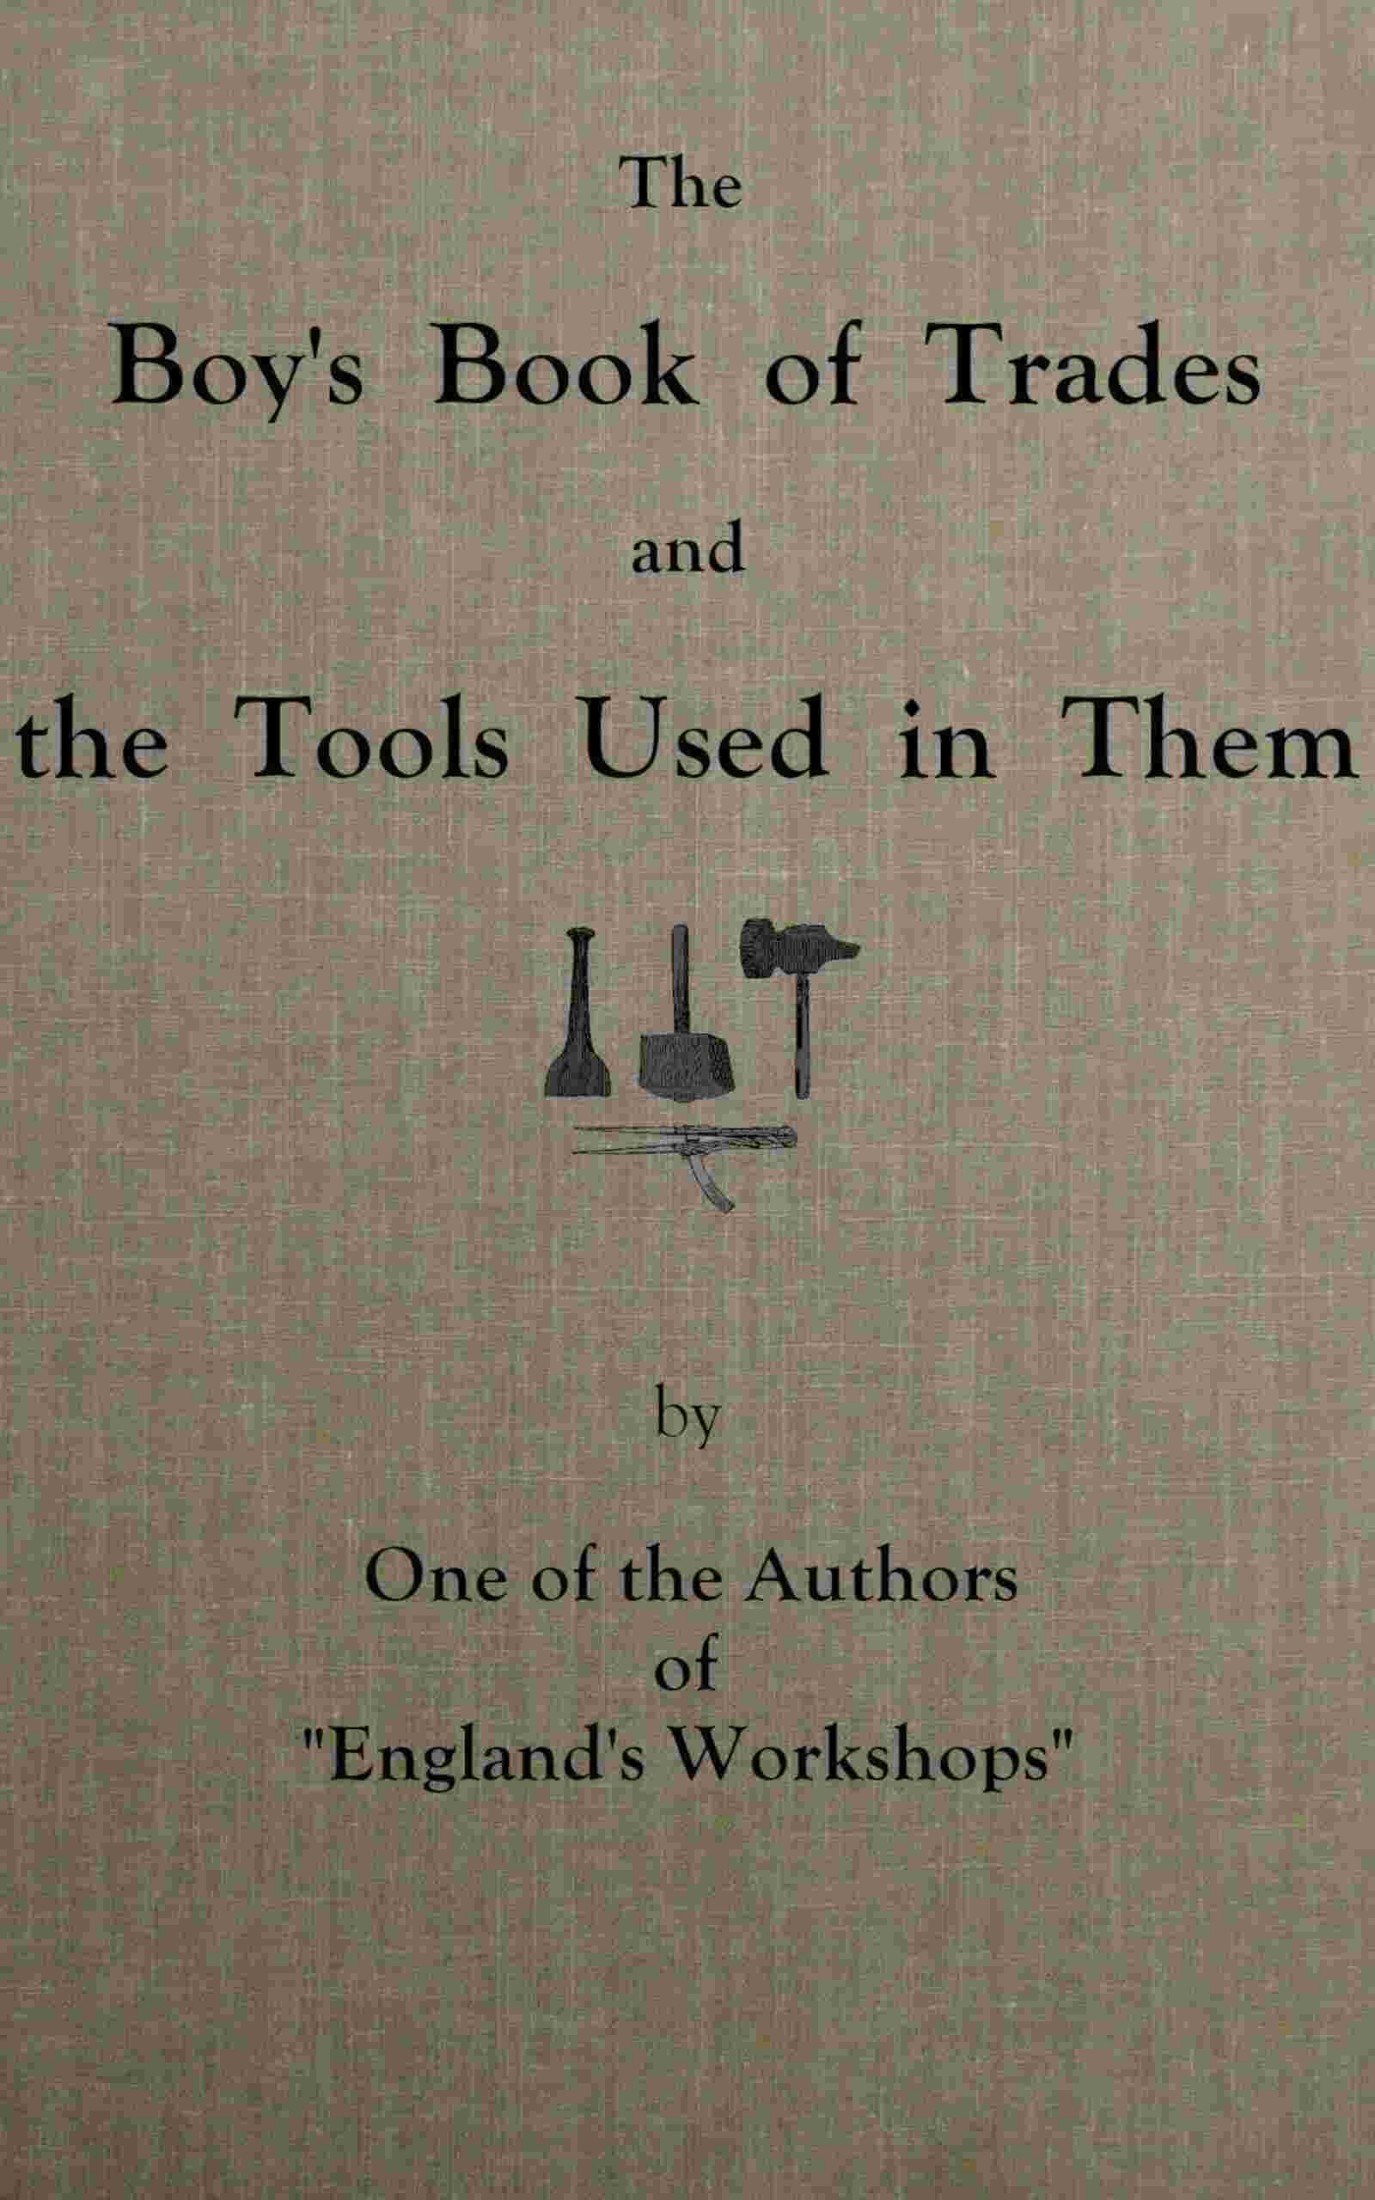 The
Boy's Book of Trades
and
the Tools Used in Them
by
One of the Authors
of
"England's Workshops"